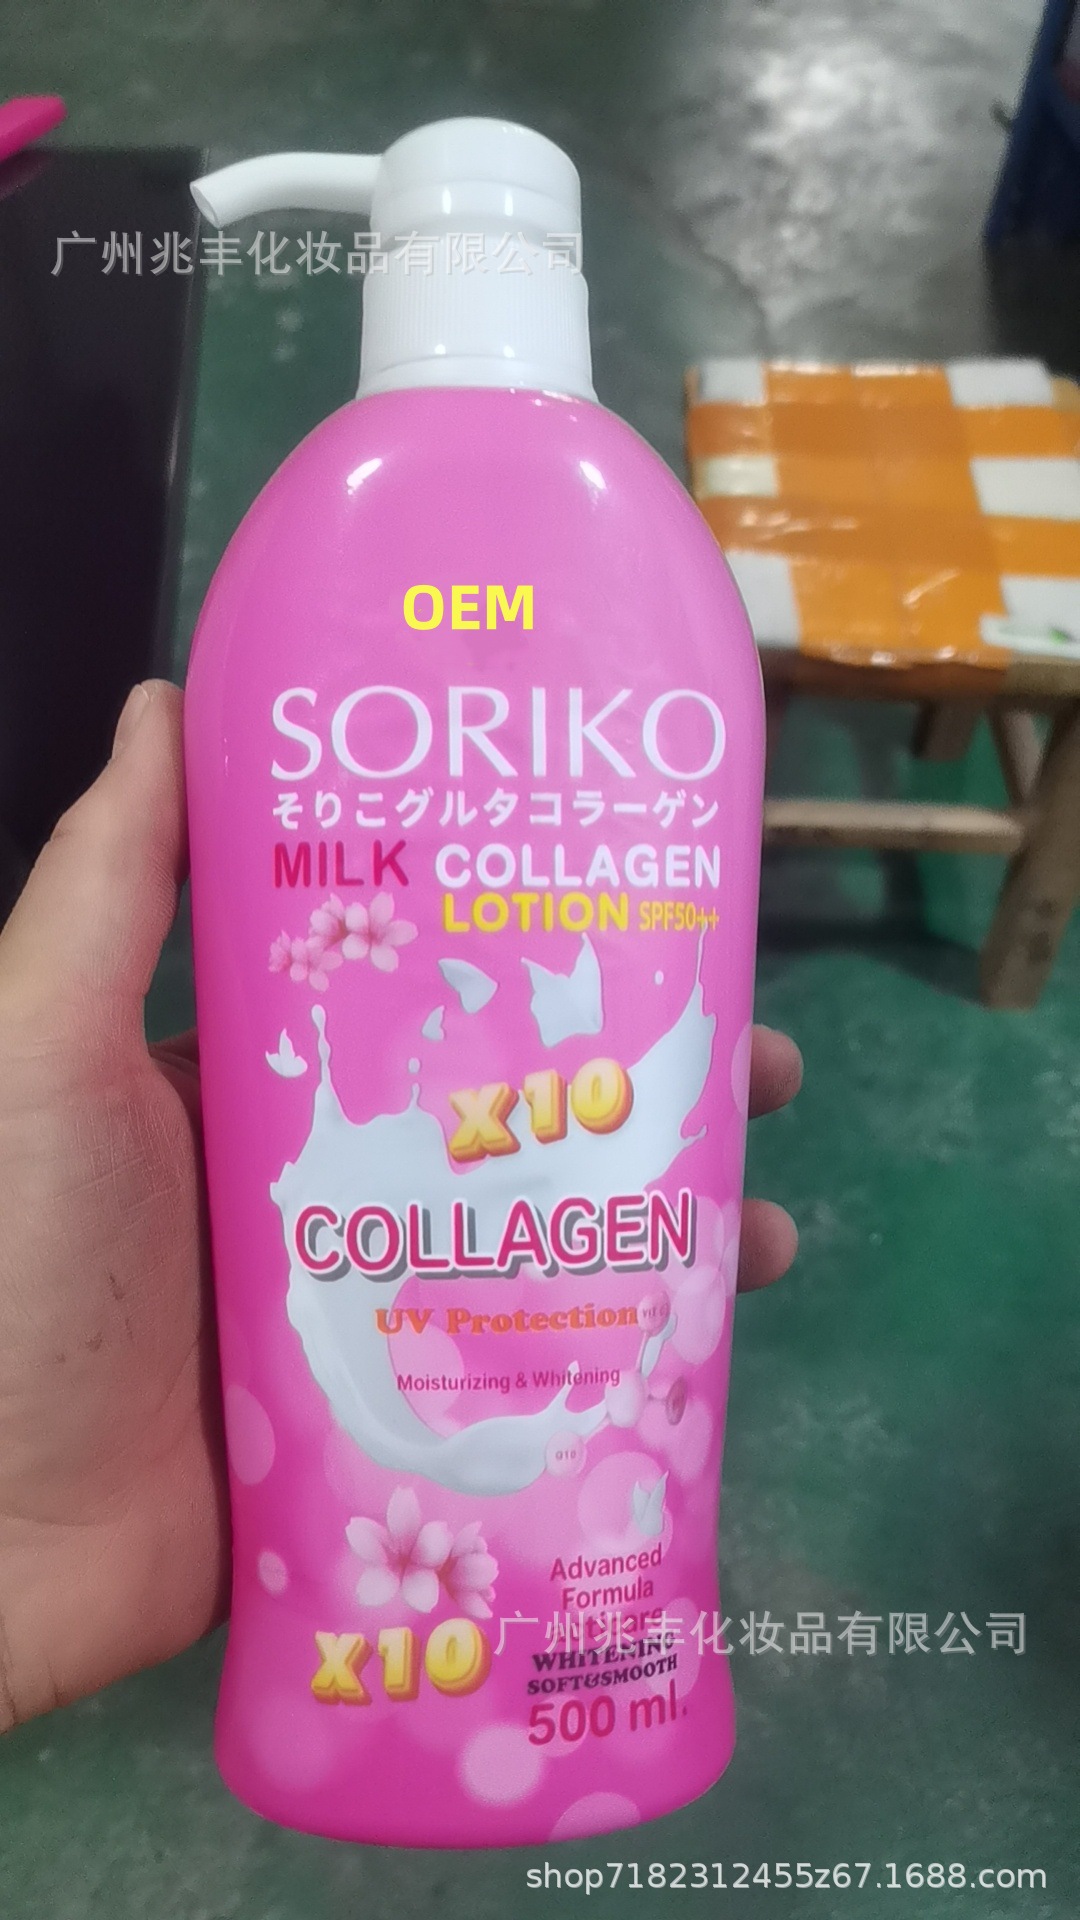 广州兆丰化妆品有限公司
OEM
SORIKO
そりこグルタコラーゲン
MILK COLLAGEN
LOTION SPF50++
X10
COLLAGEN
UV Protection
Moisturizing & Whitening
Q10
Advanced
Formula
广州兆丰化妆品有限公司
X10
WHITENING
SOFT&SMOOTH
500 ml.
shop7182312455z67.1688.com